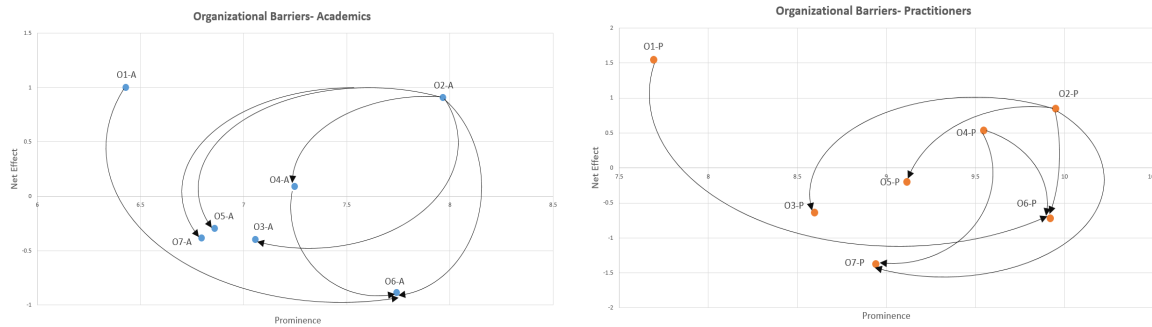 Organizational Barriers- Academics
1.5
1
0.5
0
-0.5
-1
6
6.5
7
7.5
8
8.5
Net Effect
Prominence
O1-A
O2-A
O4-A
O5-A
O7-A
O3-A
O6-A
Organizational Barriers- Practitioners
2
1.5
1
0.5
0
-0.5
-1
-1.5
-2
7.5
8
8.5
9
9.5
10
Net Effect
Prominence
O1-P
O2-P
O4-P
O5-P
O3-P
O6-P
O7-P